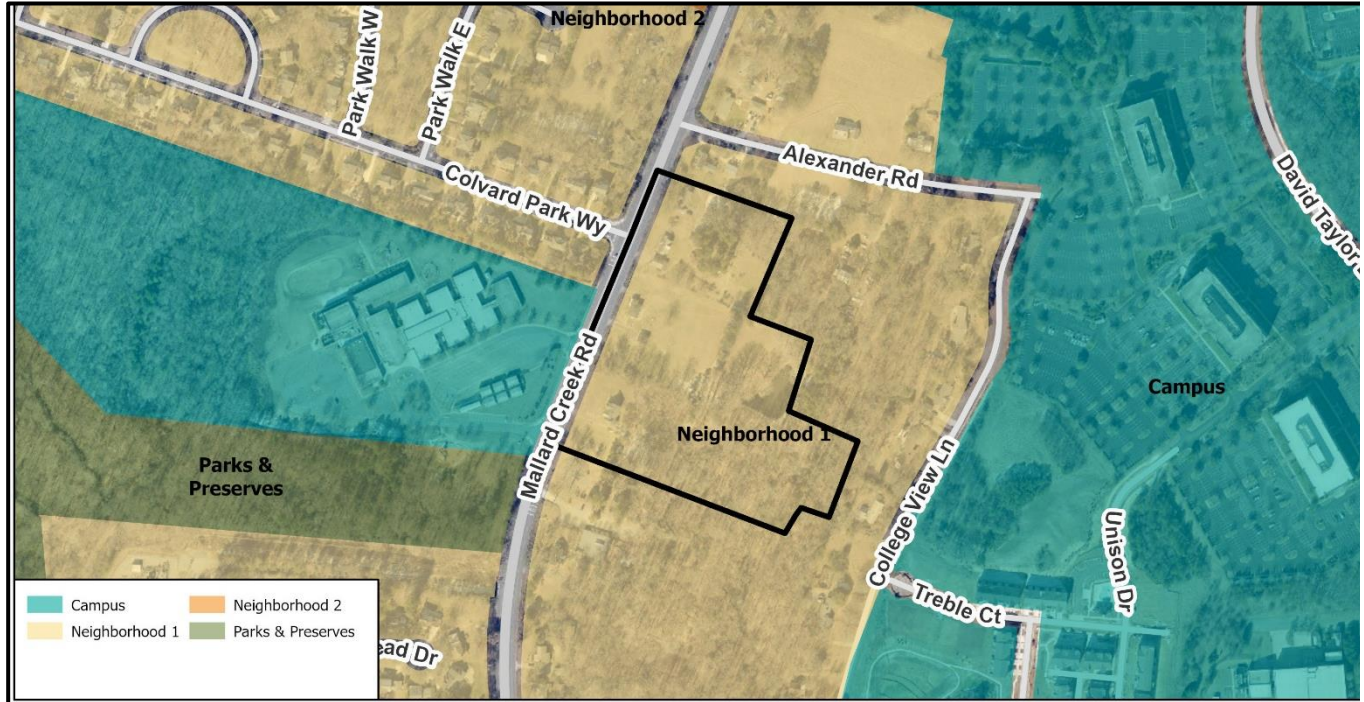 Neighborhood 2
Park Walk W
Park Walk E
Colvard Park Wy
Alexander Rd
David Taylor
Mallard Creek Rd
Campus
Neighborhood 1
Parks &
Preserves
College View Ln
Unison Dr
Treble Ct
ead Dr
Campus
Neighborhood 2
Neighborhood 1
Parks & Preserves